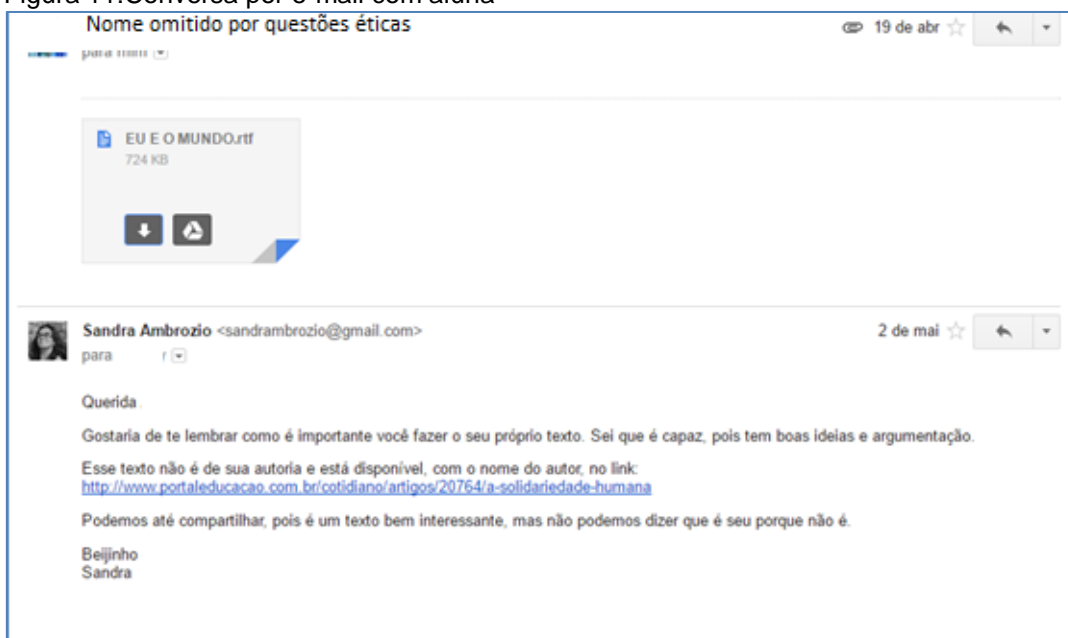 Figura 11:Conversa por e-mail com aluna
Nome omitido por questões éticas
19 de abr
para mim
EU E O MUNDO.rtf
724 KB
Sandra Ambrozio <sandrambrozio@gmail.com>
2 de mai
para r
Querida
Gostaria de te lembrar como é importante você fazer o seu próprio texto. Sei que é capaz, pois tem boas ideias e argumentação.
Esse texto não é de sua autoria e está disponível, com o nome do autor, no link:
http://www.portaleducacao.com.br/cotidiano/artigos/20764/a-solidariedade-humana
Podemos até compartilhar, pois é um texto bem interessante, mas não podemos dizer que é seu porque não é.
Beijinho
Sandra